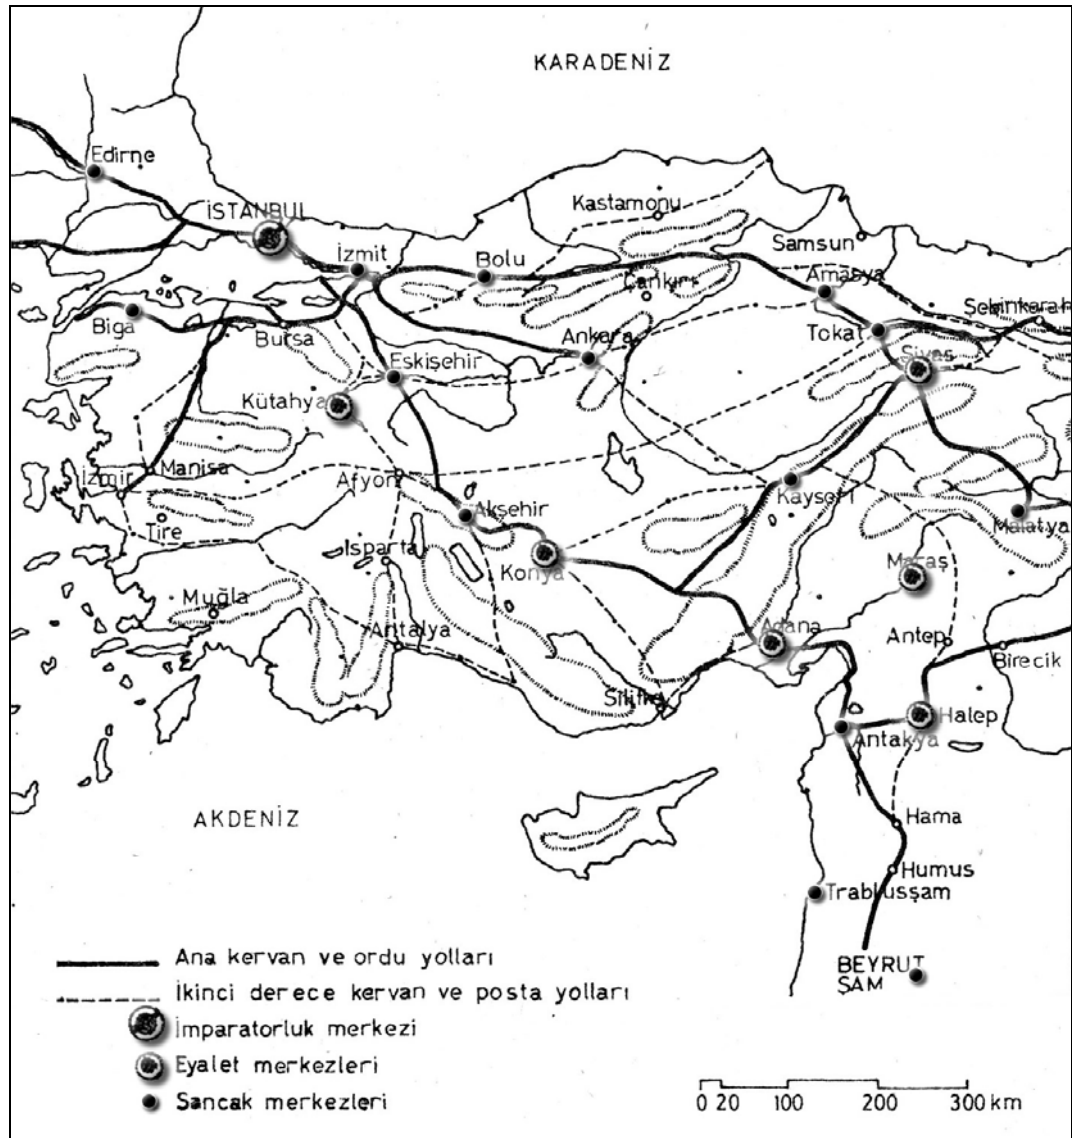 KARADENİZ
Edirne
İSTANBUL
Kastamonu
Samsun
İzmit
Bolu
Çankırı
Amasya
Şebinkarah
Biga
Bursa
Ankara
Tokat
Sivas
Eskişehir
Kütahya
Manisa
İzmir
Afyon
Kayseri
Akşehir
Malatya
Tire
Isparta
Konya
Maraş
Muğla
Antalya
Adana
Antep
Birecik
Silifke
Halep
Antakya
AKDENİZ
Hama
Humus
Trablusşam
BEYRUT
ŞAM
Ana kervan ve ordu yolları
İkinci derece kervan ve posta yolları
İmparatorluk merkezi
Eyalet merkezleri
Sancak merkezleri
0 20 100 200 300 km